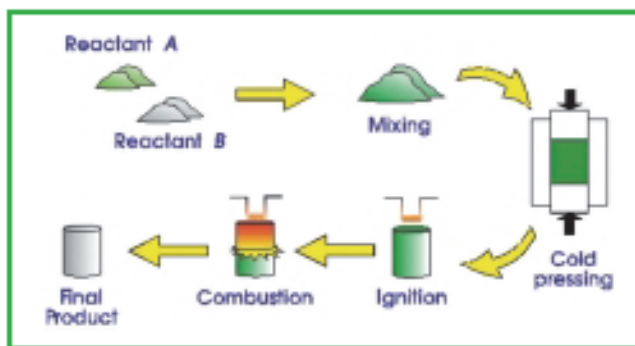 Reactant A
Reactant B
Mixing
Cold
pressing
Ignition
Combustion
Final
Product